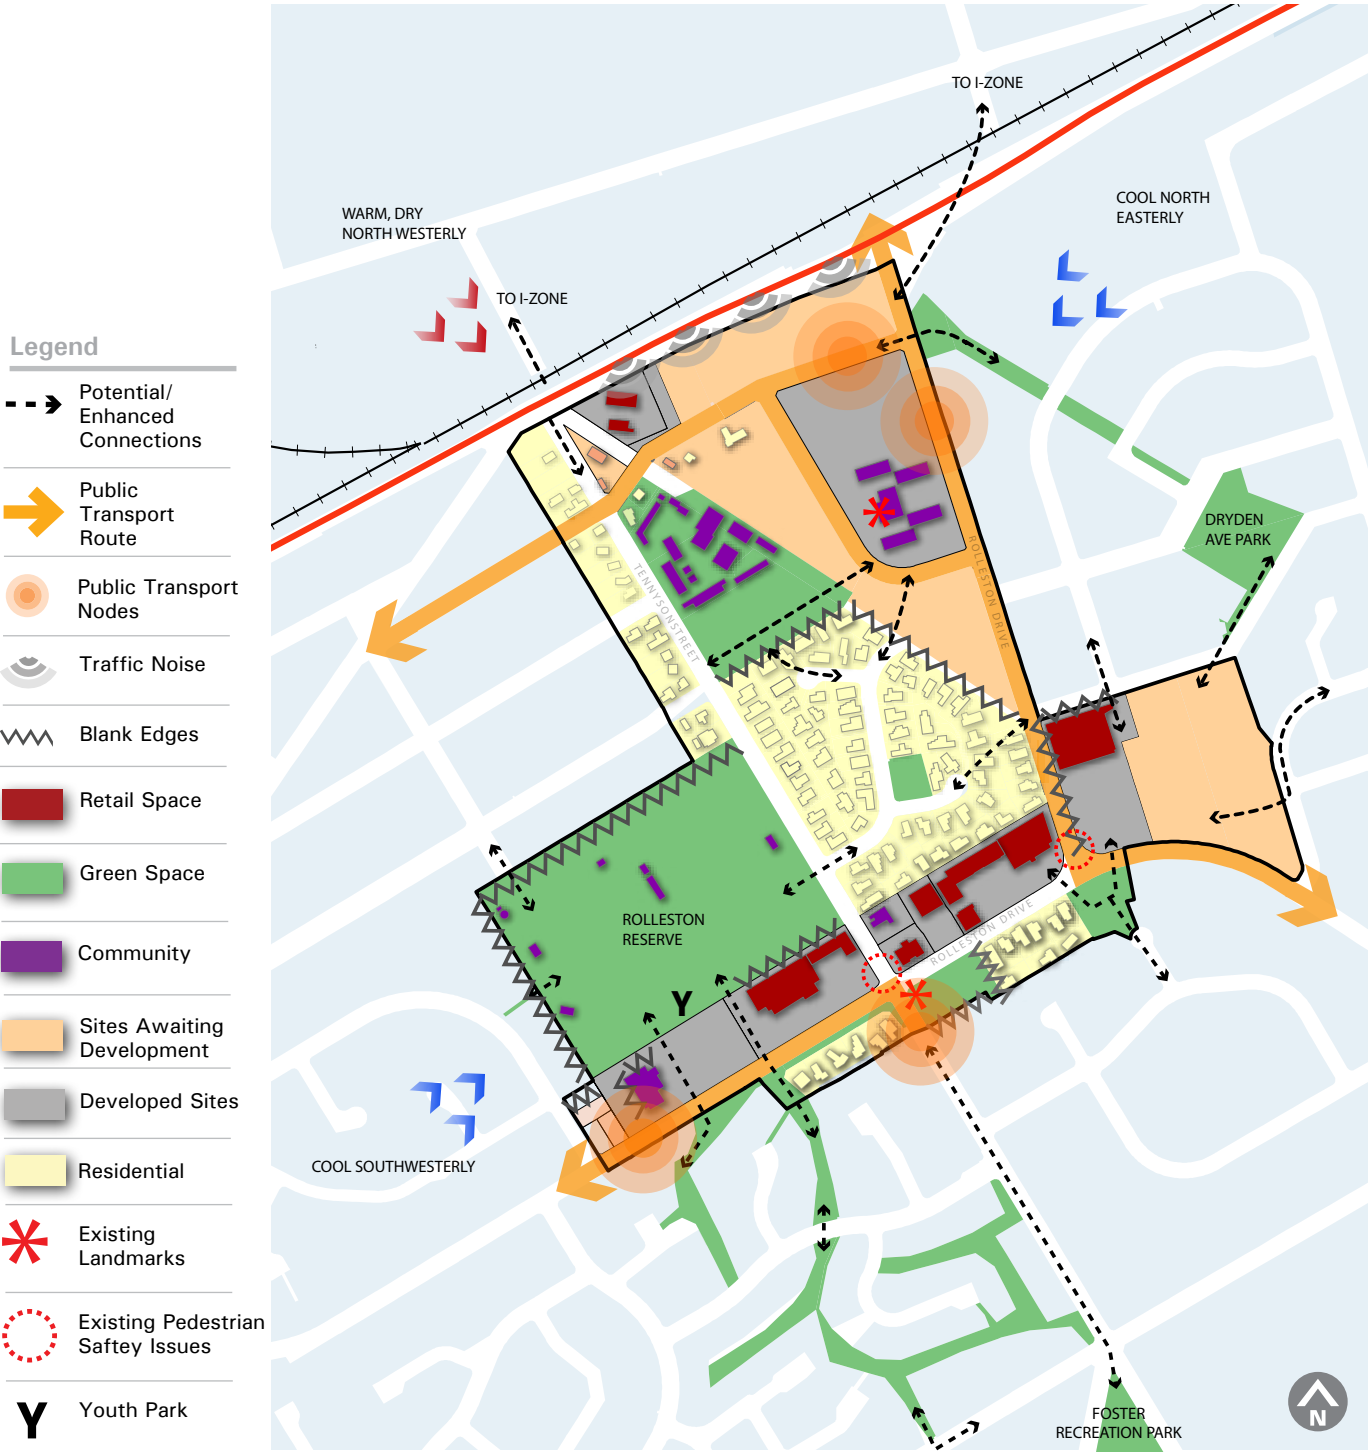 Legend
Potential/
Enhanced
Connections
Public
Transport
Route
Public Transport
Nodes
Traffic Noise
Blank Edges
Retail Space
Green Space
Community
Sites Awaiting
Development
Developed Sites
Residential
Existing
Landmarks
Existing Pedestrian
Saftey Issues
Y
Youth Park
TO I-ZONE
WARM, DRY
NORTH WESTERLY
COOL NORTH
EASTERLY
TO I-ZONE
DRYDEN
AVE PARK
ROLLESTON DRIVE
TENNYSONSTREET
ROLLESTON
RESERVE
ROLLESTON DRIVE
Y
COOL SOUTHWESTERLY
FOSTER
RECREATION PARK
N